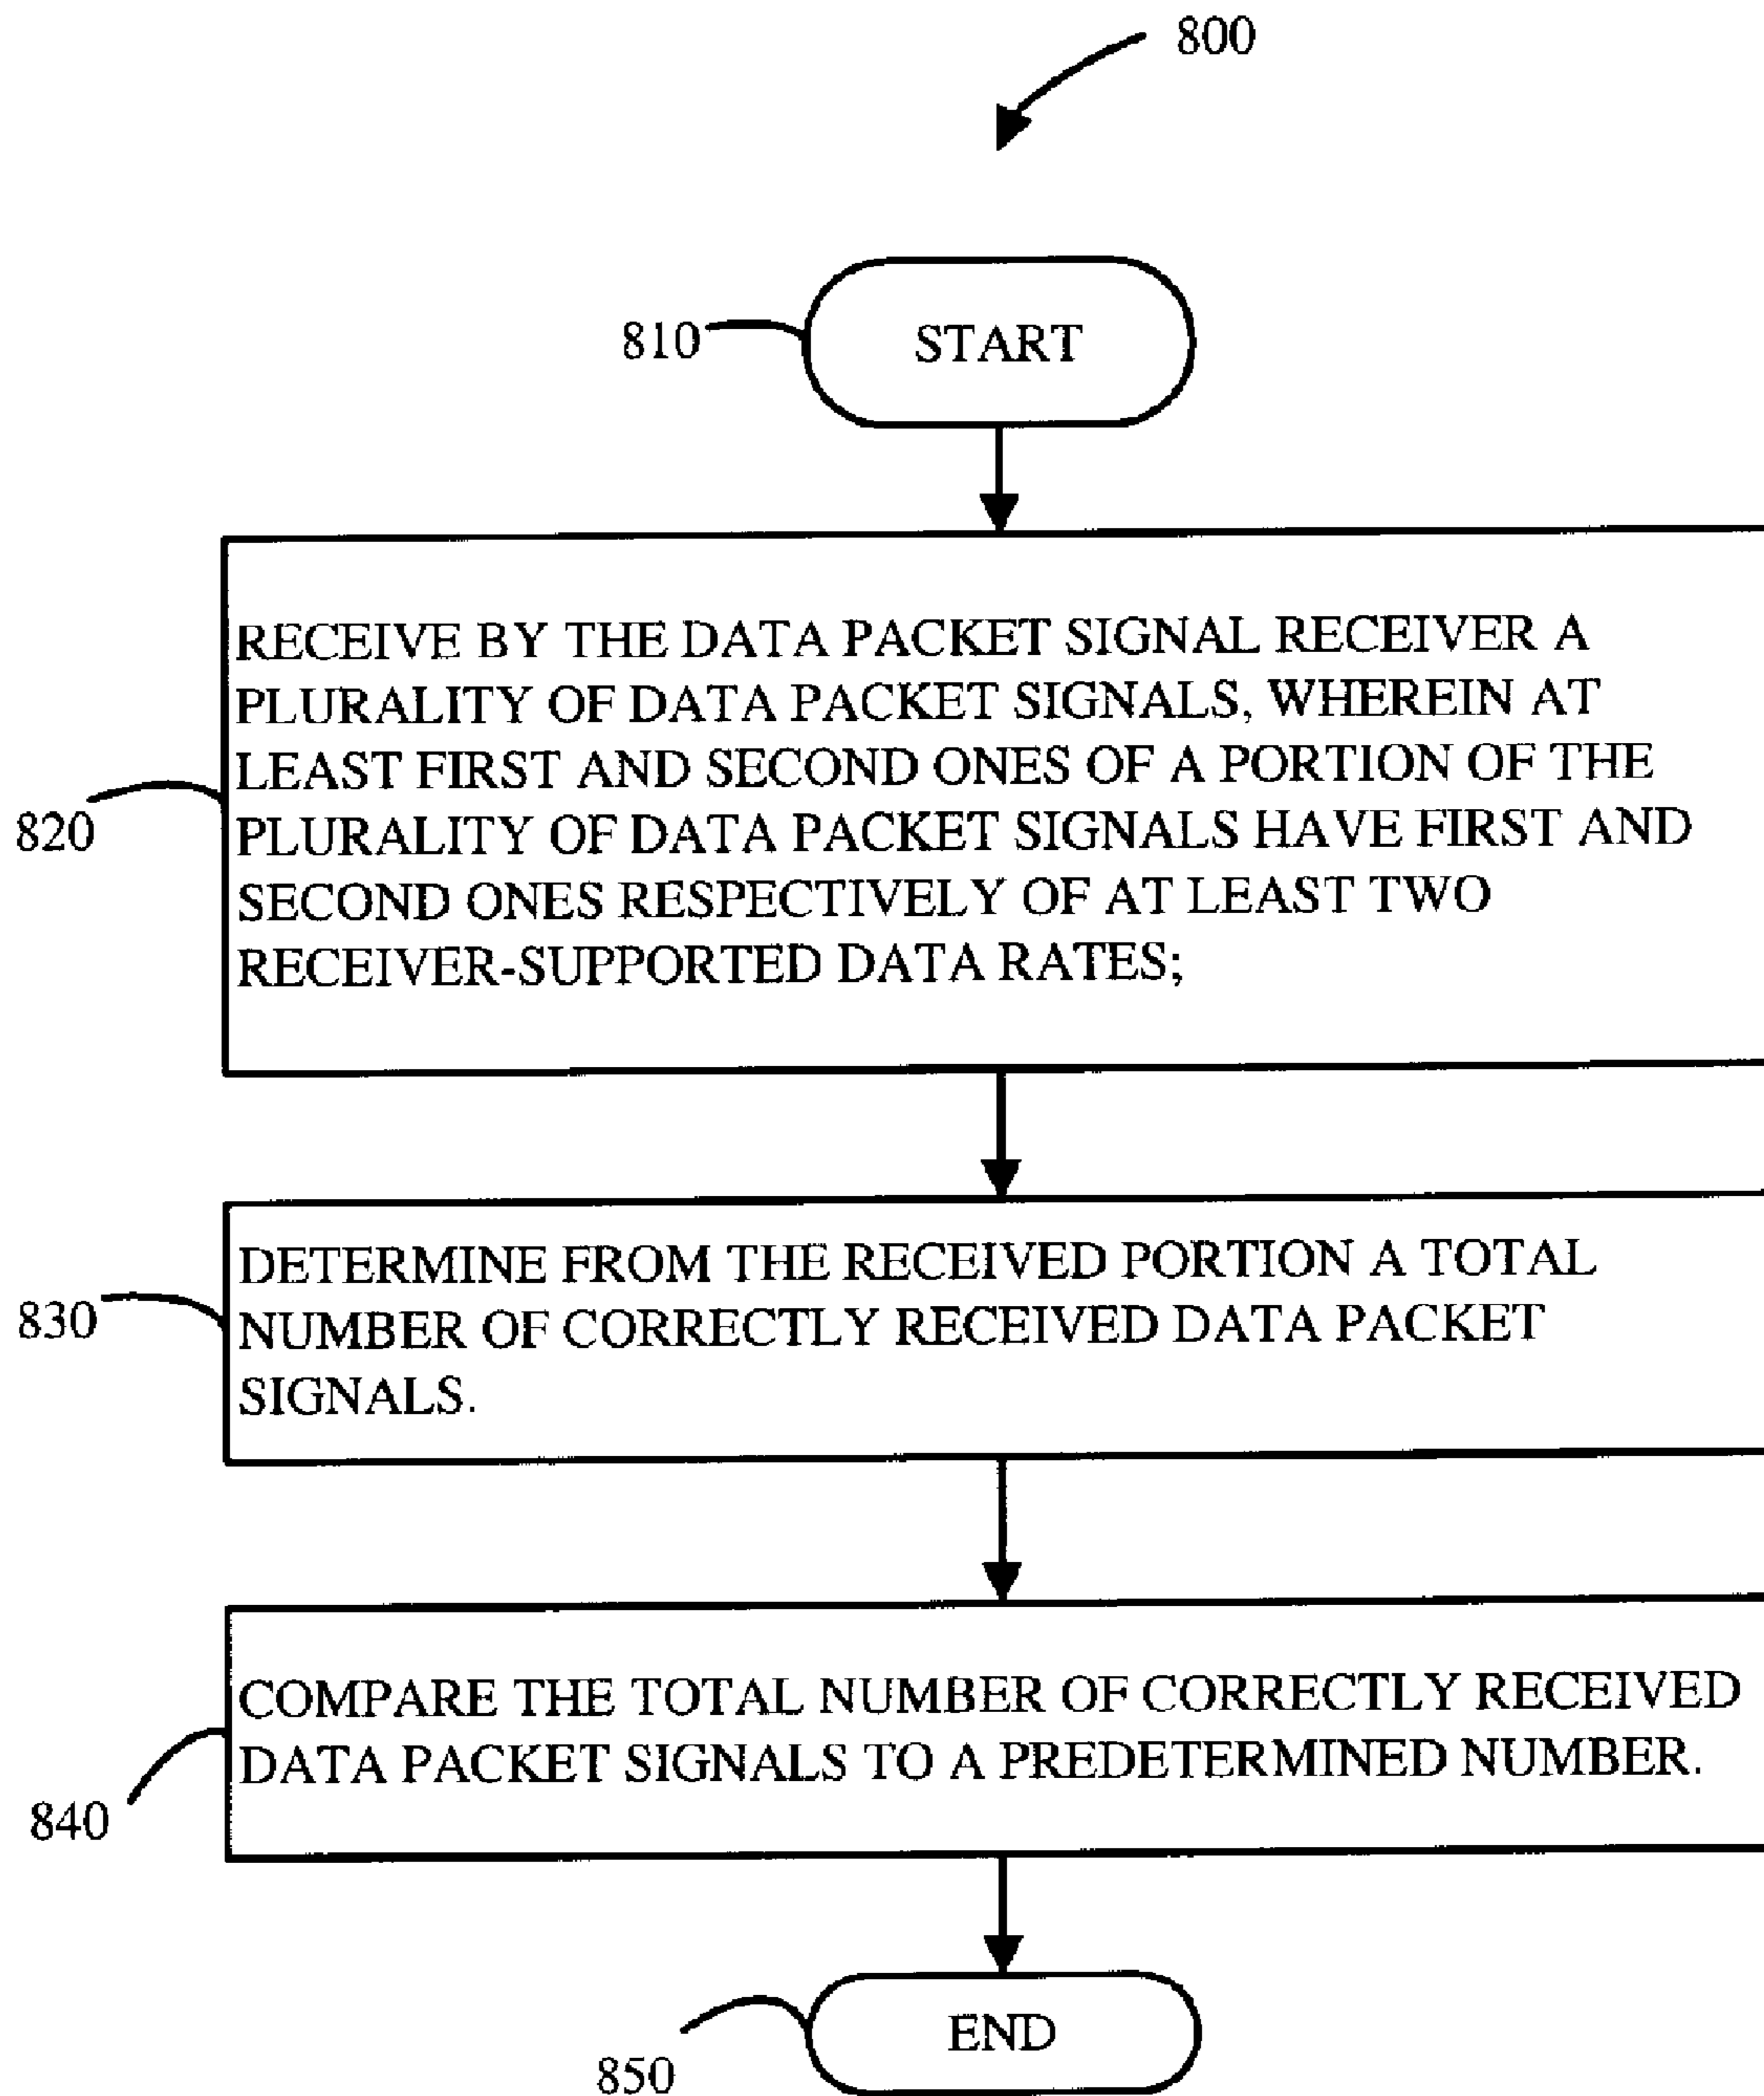 800
810
START
RECEIVE BY THE DATA PACKET SIGNAL RECEIVER A
PLURALITY OF DATA PACKET SIGNALS, WHEREIN AT
LEAST FIRST AND SECOND ONES OF A PORTION OF THE
PLURALITY OF DATA PACKET SIGNALS HAVE FIRST AND
SECOND ONES RESPECTIVELY OF AT LEAST TWO
RECEIVER-SUPPORTED DATA RATES;
820
DETERMINE FROM THE RECEIVED PORTION A TOTAL
NUMBER OF CORRECTLY RECEIVED DATA PACKET
SIGNALS.
830
COMPARE THE TOTAL NUMBER OF CORRECTLY RECEIVED
DATA PACKET SIGNALS TO A PREDETERMINED NUMBER.
840
END
850